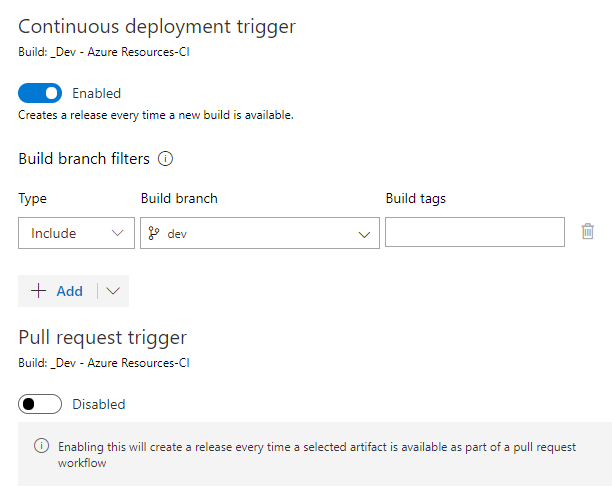 Continuous deployment trigger
Build: _Dev - Azure Resources-CI
Enabled
Creates a release every time a new build is available.
Build branch filters
Type Build branch Build tags
Include dev
Add
Pull request trigger
Build: _Dev - Azure Resources-CI
Disabled
Enabling this will create a release every time a selected artifact is available as part of a pull request
workflow